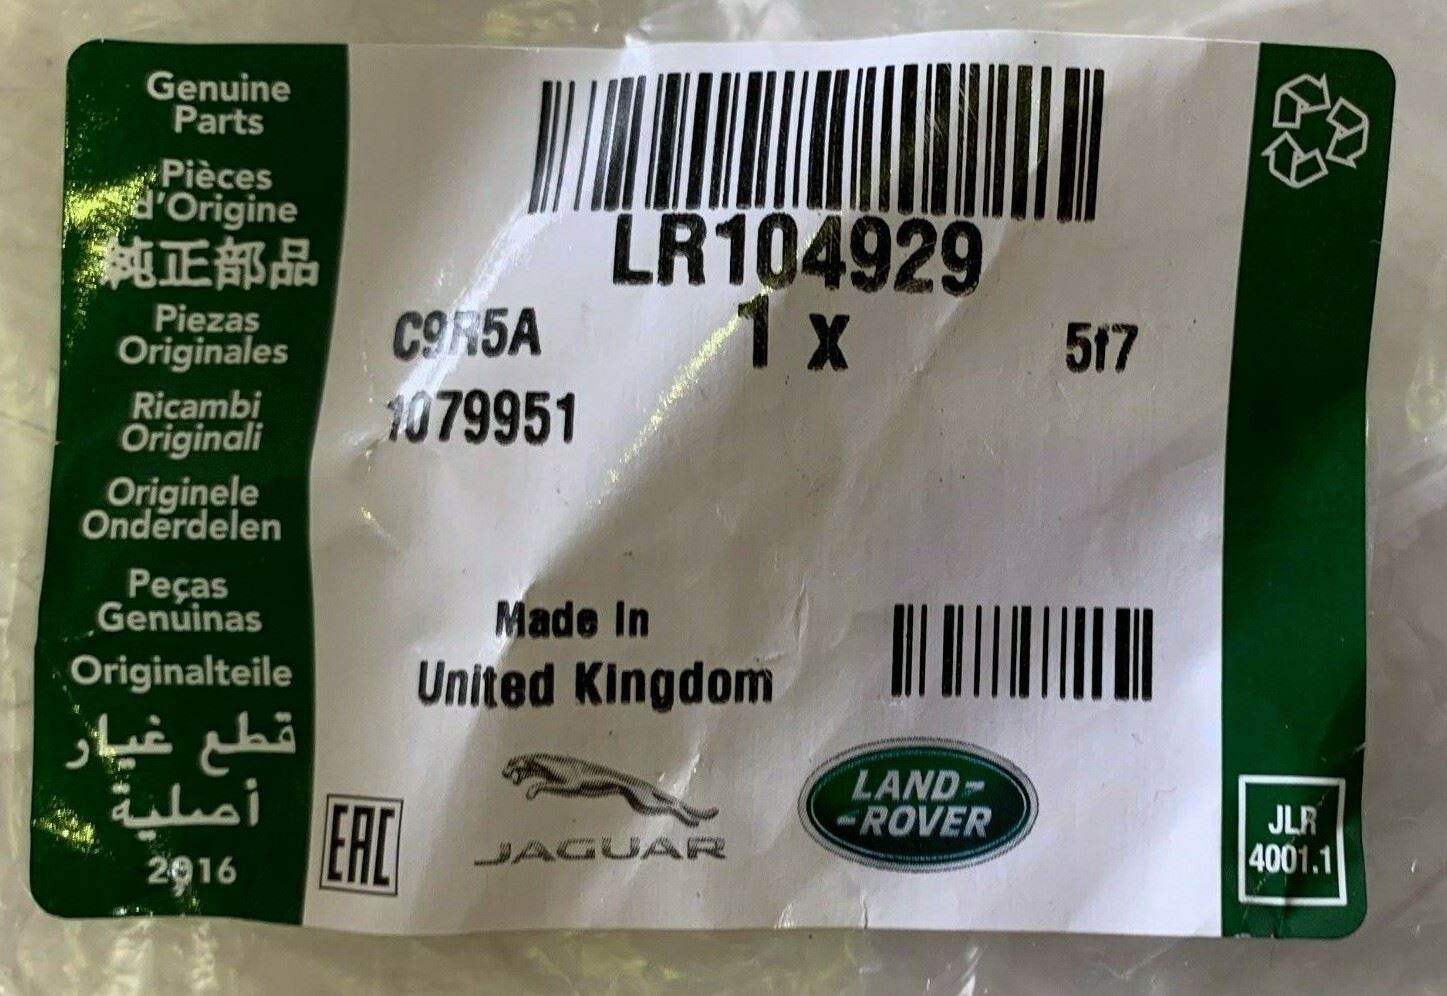 Genuine
Parts
Pièces
d'Origine
純正部品
Piezas
Originales
Ricambi
Originali
Originele
Onderdelen
Peças
Genuinas
Originalteile
قطع غيار
أصلية
2016
LR104929
C9R5A
1 X
5f7
1079951
Made In
United Kingdom
EAC
JAGUAR
LAND-
-ROVER
JLR
4001.1